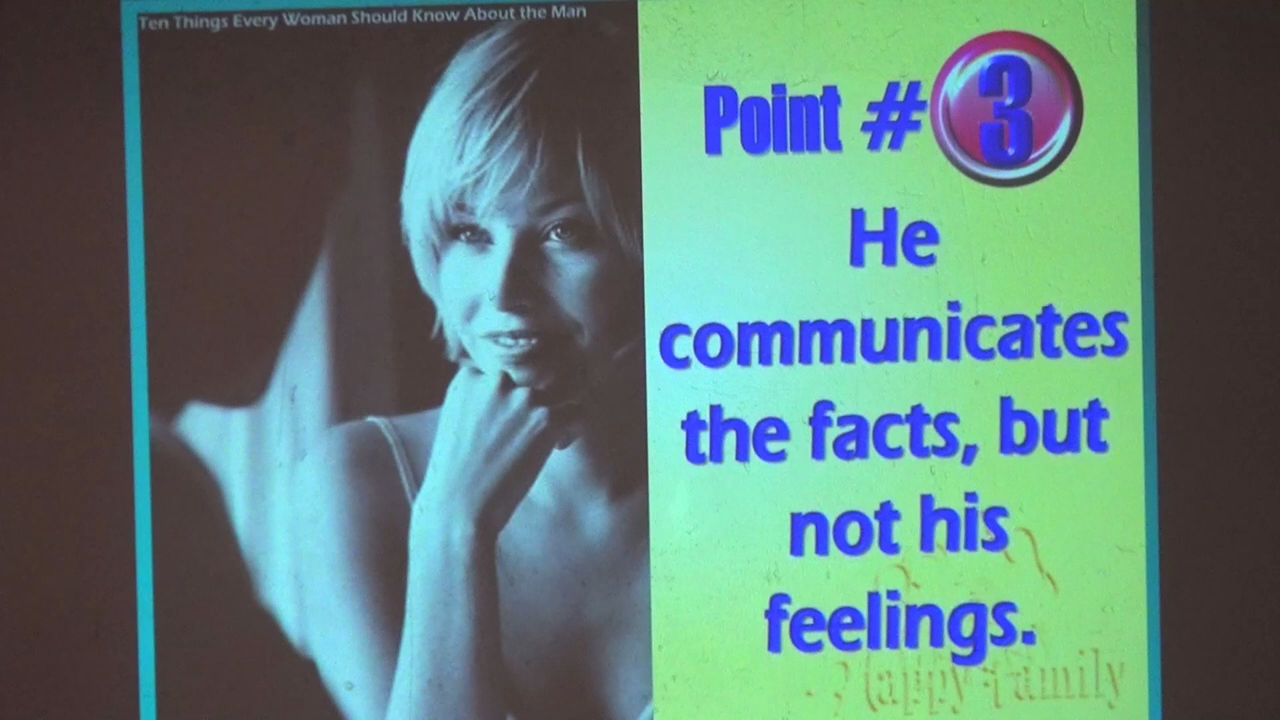 Ten Things Every Woman Should Know About the Man
Point # 3
He
communicates
the facts, but
not his
feelings.
Happy Family